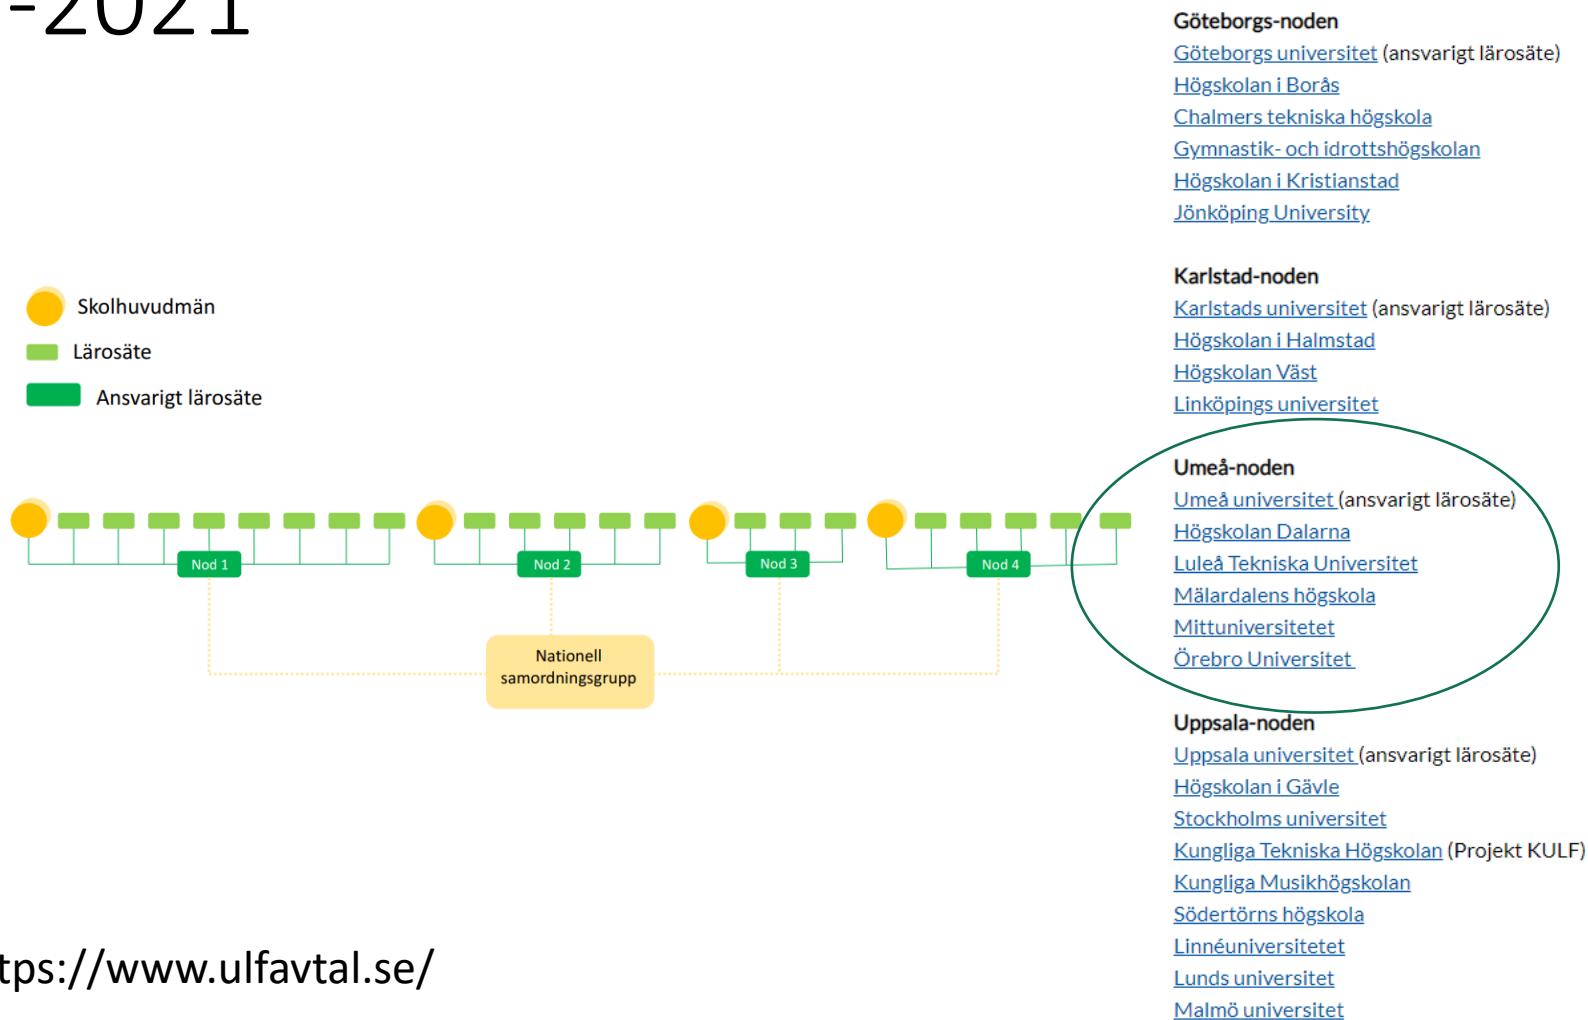 -2021
Skolhuvudmän
Lärosäte
Ansvarigt lärosäte
Nod 1
Nod 2
Nod 3
Nod 4
Nationell
samordningsgrupp
tps://www.ulfavtal.se/
Göteborgs-noden
Göteborgs universitet (ansvarigt lärosäte)
Högskolan i Borås
Chalmers tekniska högskola
Gymnastik- och idrottshögskolan
Högskolan i Kristianstad
Jönköping University
Karlstad-noden
Karlstads universitet (ansvarigt lärosäte)
Högskolan i Halmstad
Högskolan Väst
Linköpings universitet
Umeå-noden
Umeå universitet (ansvarigt lärosäte)
Högskolan Dalarna
Luleå Tekniska Universitet
Mälardalens högskola
Mittuniversitetet
Örebro Universitet
Uppsala-noden
Uppsala universitet (ansvarigt lärosäte)
Högskolan i Gävle
Stockholms universitet
Kungliga Tekniska Högskolan (Projekt KULF)
Kungliga Musikhögskolan
Södertörns högskola
Linnéuniversitetet
Lunds universitet
Malmö universitet